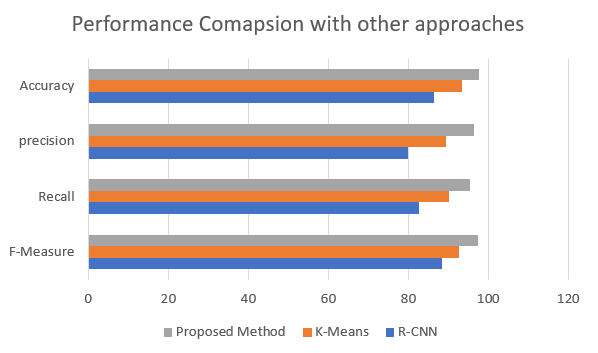 Performance Comapsion with other approaches
Accuracy
precision
Recall
F-Measure
0 20 40 60 80 100 120
Proposed Method K-Means R-CNN